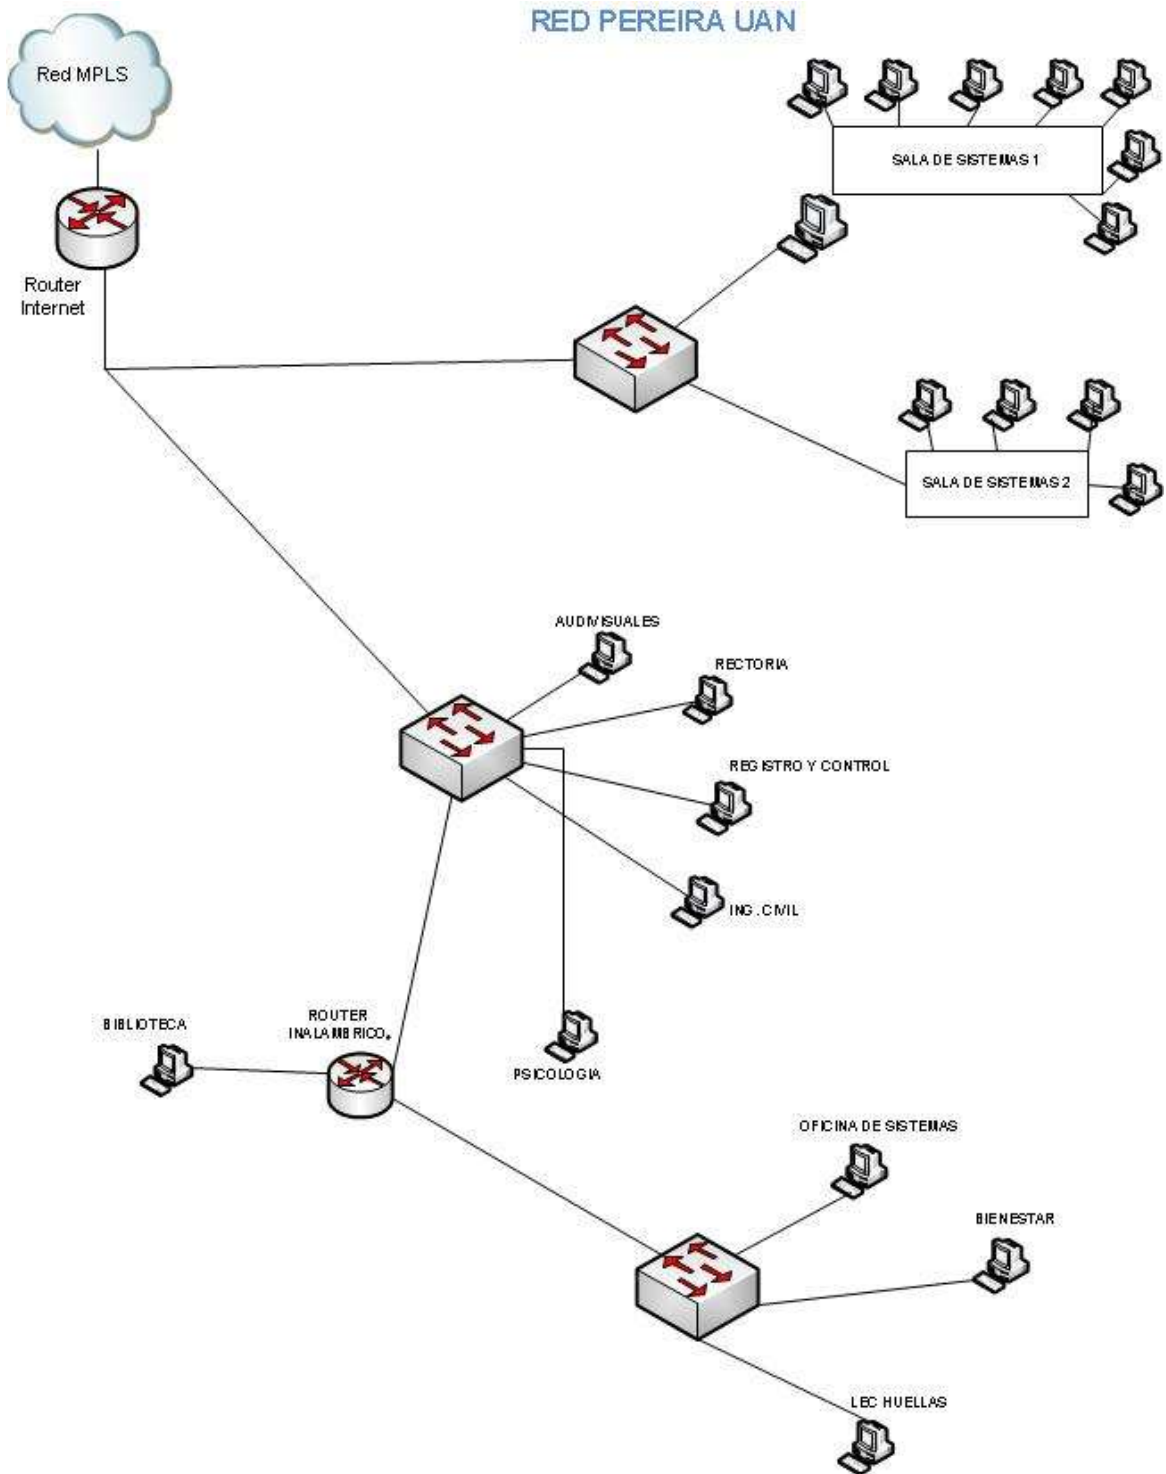 RED PEREIRA UAN
Red MPLS
SALA DE SISTEMAS 1
Router
Internet
SALA DE SISTEMAS 2
AUDIVISUALES
RECTORIA
REGISTRO Y CONTROL
ING. CIVIL
ROUTER
INALAMBRICO.
BIBLIOTECA
PSICOLOGIA
OFICINA DE SISTEMAS
BIENESTAR
LEC HUELLAS